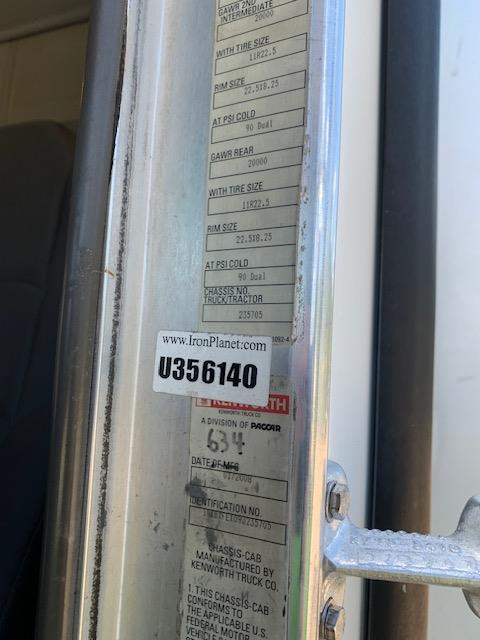 GAWR 2ND
INTERMEDIATE
20000
WITH TIRE SIZE
11R22.5
RIM SIZE
22.5X8.25
AT PSI COLD
90 Dual
GAWR REAR
20000
WITH TIRE SIZE
11R22.5
RIM SIZE
22.5X8.25
AT PSI COLD
90 Dual
CHASSIS NO.
TRUCK/TRACTOR
235705
www.IronPlanet.com
U356140
KENWORTH
KENWORTH TRUCK CO.
A DIVISION OF PACCAR
634
DATE OF MFG
01/2008
IDENTIFICATION NO.
CHASSIS-CAB
MANUFACTURED BY
KENWORTH TRUCK CO.
1. THIS CHASSIS-CAB
CONFORMS TO
THE APPLICABLE U.S.
FEDERAL MOTOR